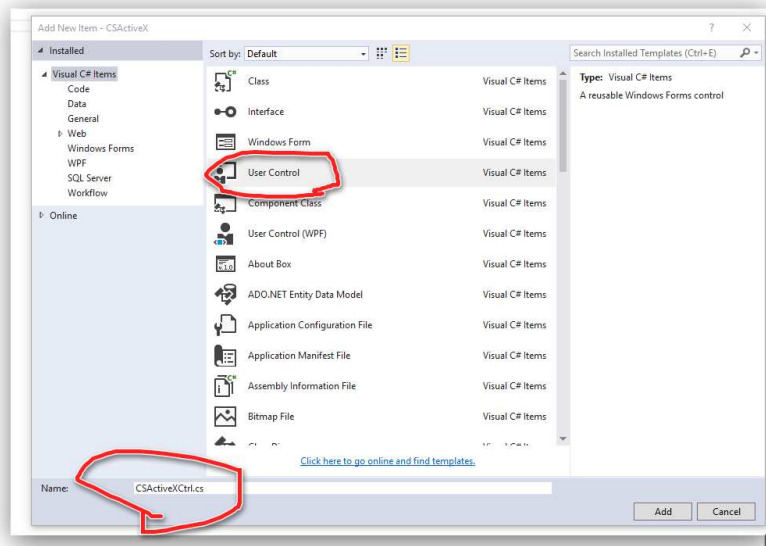 Add New Item - CSActiveX
Installed
Sort by: Default
Search Installed Templates (Ctrl+E)
Visual C# Items
Code
Data
General
Web
Windows Forms
WPF
SQL Server
Workflow
Online
Class Visual C# Items
Interface Visual C# Items
Windows Form Visual C# Items
User Control Visual C# Items
Component Class Visual C# Items
User Control (WPF) Visual C# Items
About Box Visual C# Items
ADO.NET Entity Data Model Visual C# Items
Application Configuration File Visual C# Items
Application Manifest File Visual C# Items
Assembly Information File Visual C# Items
Bitmap File Visual C# Items
Type: Visual C# Items
A reusable Windows Forms control
Click here to go online and find templates.
Name: CSActiveXCtrl.cs
Add Cancel